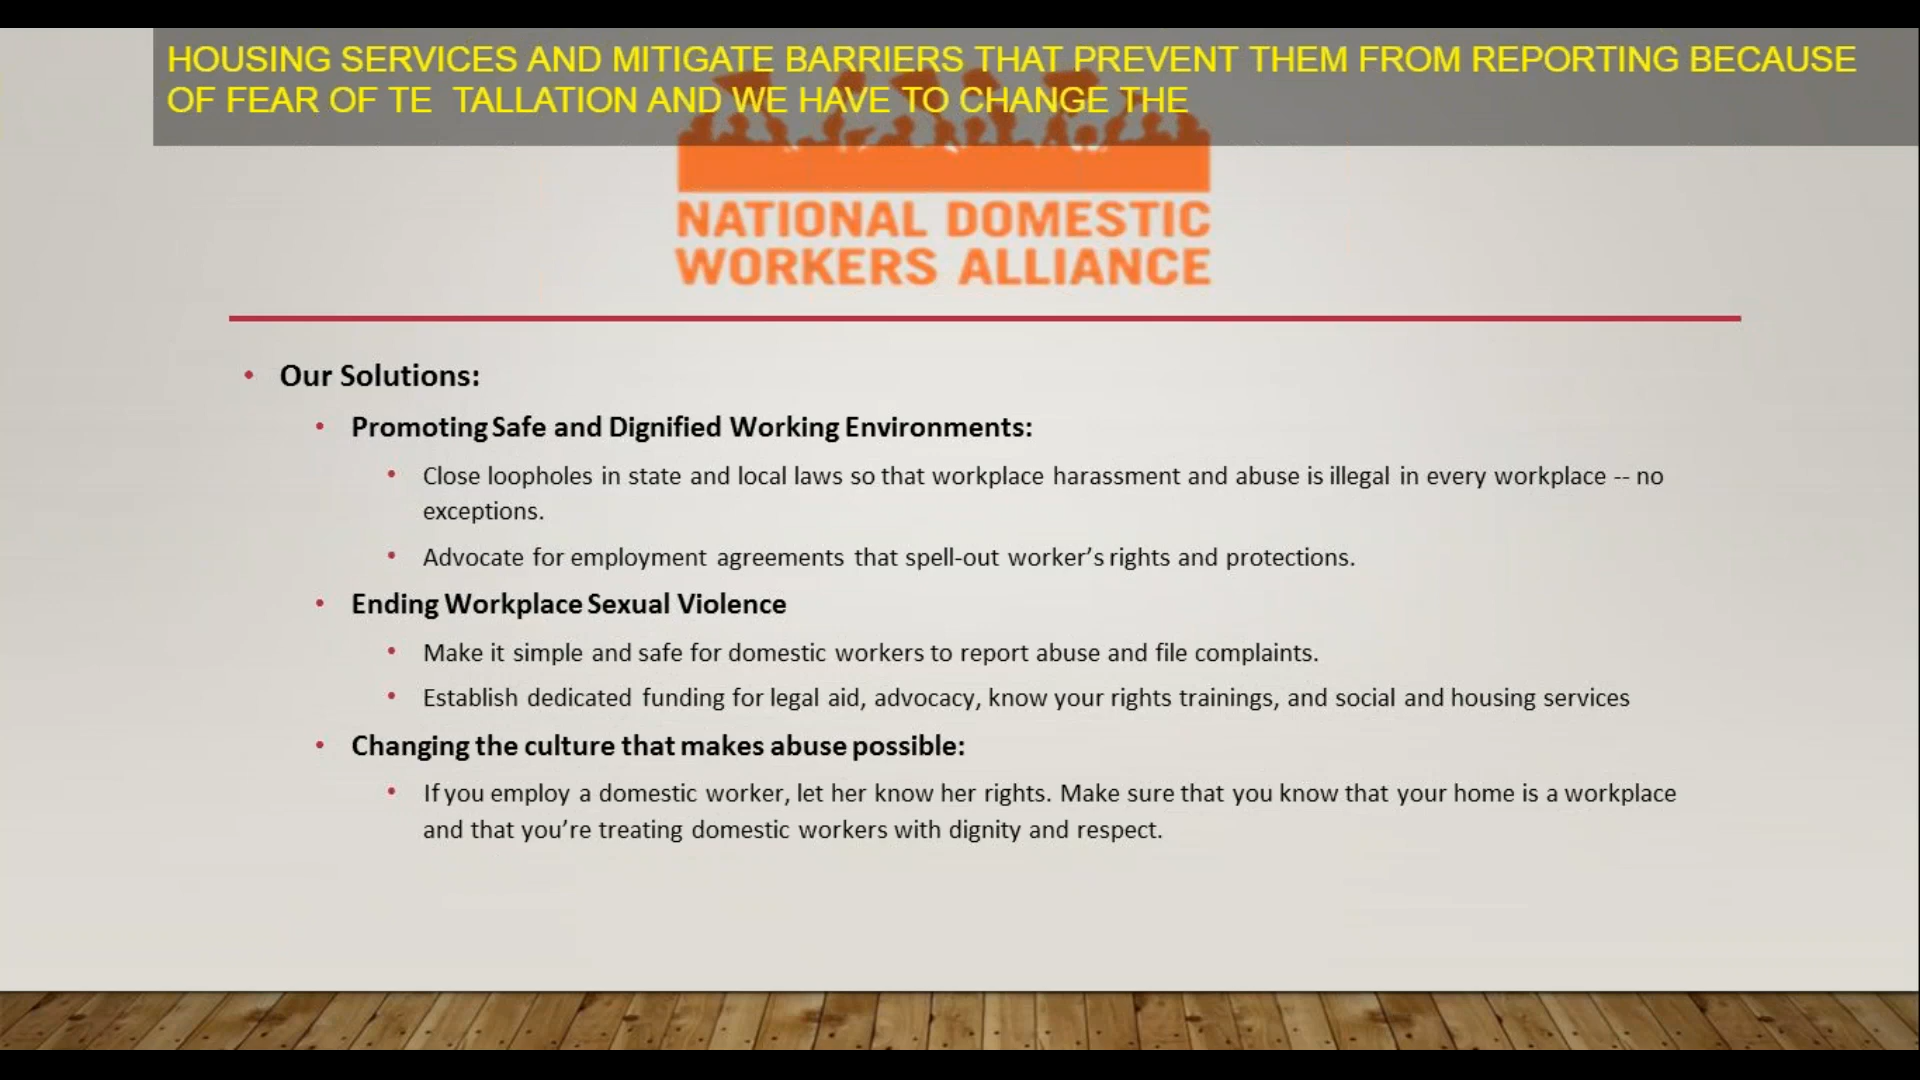 HOUSING SERVICES AND MITIGATE BARRIERS THAT PREVENT THEM FROM REPORTING BECAUSE
OF FEAR OF TE  TALLATION AND WE HAVE TO CHANGE THE
NATIONAL DOMESTIC
WORKERS ALLIANCE
• Our Solutions:
• Promoting Safe and Dignified Working Environments:
• Close loopholes in state and local laws so that workplace harassment and abuse is illegal in every workplace -- no
exceptions.
• Advocate for employment agreements that spell-out worker’s rights and protections.
• Ending Workplace Sexual Violence
• Make it simple and safe for domestic workers to report abuse and file complaints.
• Establish dedicated funding for legal aid, advocacy, know your rights trainings, and social and housing services
• Changing the culture that makes abuse possible:
• If you employ a domestic worker, let her know her rights. Make sure that you know that your home is a workplace
and that you’re treating domestic workers with dignity and respect.